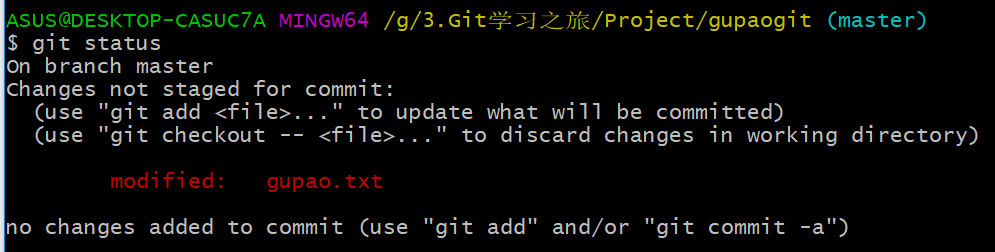 ASUS@DESKTOP-CASUC7A MINGW64 /g/3.Git学习之旅/Project/gupaogit (master)
$ git status
On branch master
Changes not staged for commit:
  (use "git add <file>..." to update what will be committed)
  (use "git checkout -- <file>..." to discard changes in working directory)
        modified:   gupao.txt
no changes added to commit (use "git add" and/or "git commit -a")